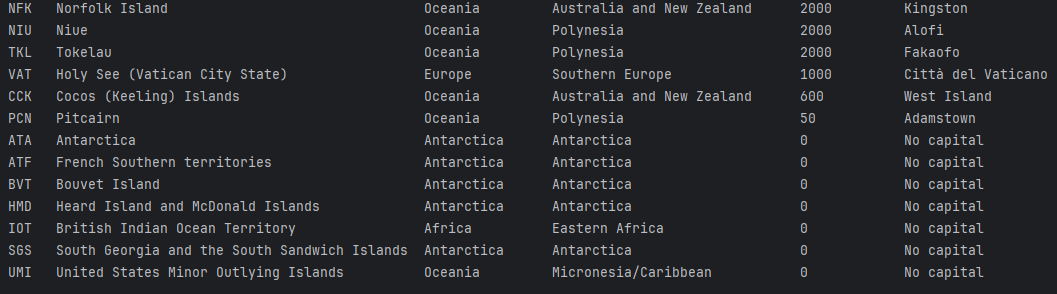 NFK Norfolk Island Oceania Australia and New Zealand 2000 Kingston
NIU Niue Oceania Polynesia 2000 Alofi
TKL Tokelau Oceania Polynesia 2000 Fakaofo
VAT Holy See (Vatican City State) Europe Southern Europe 1000 Città del Vaticano
CCK Cocos (Keeling) Islands Oceania Australia and New Zealand 600 West Island
PCN Pitcairn Oceania Polynesia 50 Adamstown
ATA Antarctica Antarctica Antarctica 0 No capital
ATF French Southern territories Antarctica Antarctica 0 No capital
BVT Bouvet Island Antarctica Antarctica 0 No capital
HMD Heard Island and McDonald Islands Antarctica Antarctica 0 No capital
IOT British Indian Ocean Territory Africa Eastern Africa 0 No capital
SGS South Georgia and the South Sandwich Islands Antarctica Antarctica 0 No capital
UMI United States Minor Outlying Islands Oceania Micronesia/Caribbean 0 No capital